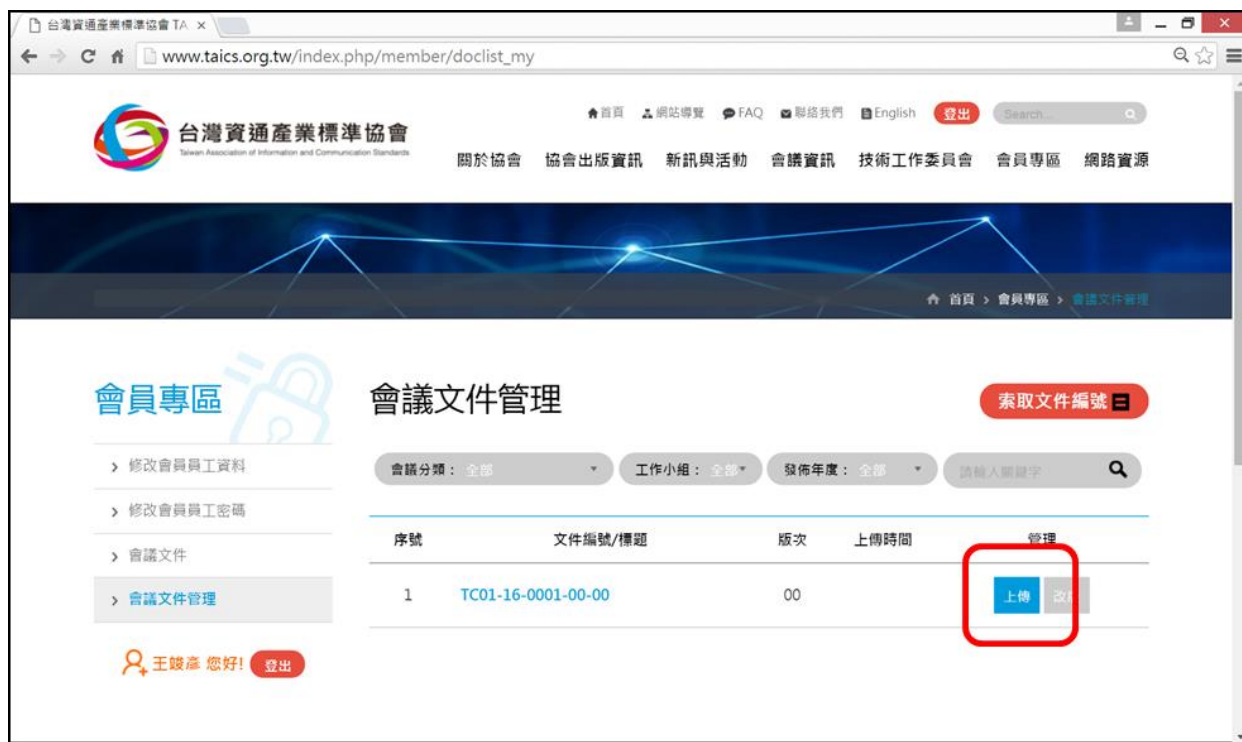 台灣資通產業標準協會 TA ×
www.taics.org.tw/index.php/member/doclist_my
首頁 網站導覽 FAQ 聯絡我們 English 登出 Search...
台灣資通產業標準協會
Taiwan Association of Information and Communication Standards
關於協會 協會出版資訊 新訊與活動 會議資訊 技術工作委員會 會員專區 網路資源
首頁 > 會員專區 > 會議文件管理
會員專區
會議文件管理
索取文件編號
> 修改會員員工資料
會議分類: 全部 工作小組: 全部 發佈年度: 全部 請輸入關鍵字
> 修改會員員工密碼
序號 文件編號/標題 版次 上傳時間 管理
> 會議文件
> 會議文件管理
1 TC01-16-0001-00-00 00 上傳
王竣彥 您好! 登出